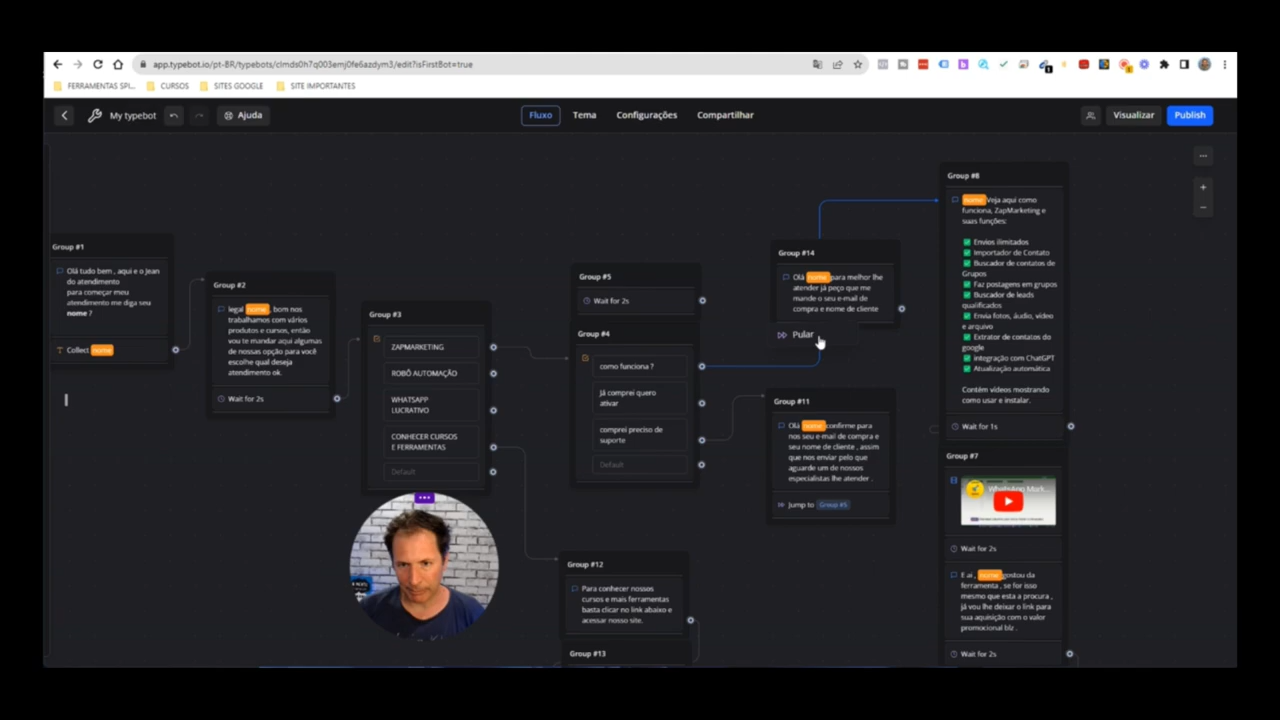 app.typebot.io/pt-BR/typebots/clmds0h7q003emj0fe6azdym3/edit?isFirstBot=true
FERRAMENTAS SPI...
CURSOS
SITES GOOGLE
SITE IMPORTANTES
My typebot
Ajuda
Fluxo
Tema
Configurações
Compartilhar
Visualizar
Publish
Group #1
Olá tudo bem , aqui e o Jean
do atendimento
para começar meu
atendimento me diga seu
nome ?
Collect nome
Group #2
legal nome , bom nos
trabalhamos com vários
produtos e cursos, então
vou te mandar aqui algumas
de nossas opção para você
escolhe qual deseja
atendimento ok.
Wait for 2s
Group #3
ZAPMARKETING
ROBÔ AUTOMAÇÃO
WHATSAPP
LUCRATIVO
CONHECER CURSOS
E FERRAMENTAS
Default
Group #5
Wait for 2s
Group #4
como funciona ?
Já comprei quero
ativar
comprei preciso de
suporte
Default
Group #12
Para conhecer nossos
cursos e mais ferramentas
basta clicar no link abaixo e
acessar nosso site.
Group #13
Group #14
Olá nome para melhor lhe
atender já peço que me
mande o seu e-mail de
compra e nome de cliente
Pular
Group #11
Olá nome confirme para
nos seu e-mail de compra e
seu nome de cliente , assim
que nos enviar pelo que
aguarde um de nossos
especialistas lhe atender .
Jump to Group #5
Group #8
nome Veja aqui como
funciona, ZapMarketing e
suas funções:
Envios ilimitados
Importador de Contato
Buscador de contatos de
Grupos
Faz postagens em grupos
Buscador de leads
qualificados
Envia fotos, áudio, vídeo
e arquivo
Extrator de contatos do
google
integração com ChatGPT
Atualização automática
Contém vídeos mostrando
como usar e instalar.
Wait for 1s
Group #7
WhatsApp Mark...
Wait for 2s
E ai , nome gostou da
ferramenta , se for isso
mesmo que esta a procura ,
já vou lhe deixar o link para
sua aquisição com o valor
promocional blz .
Wait for 2s